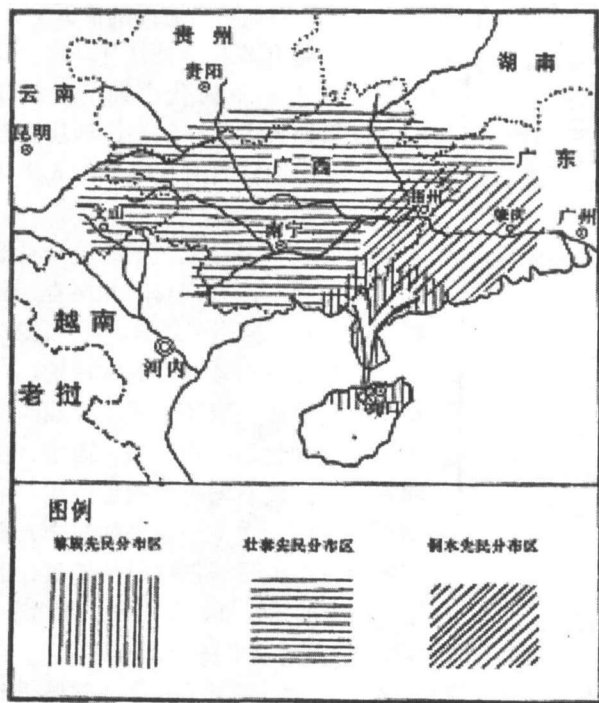 贵州
湖南
贵阳
云南
昆明
广西
广东
梧州
文山
南宁
肇庆
广州
越南
河内
老挝
海口
图例
先民分布区
壮泰先民分布区
侗水先民分布区